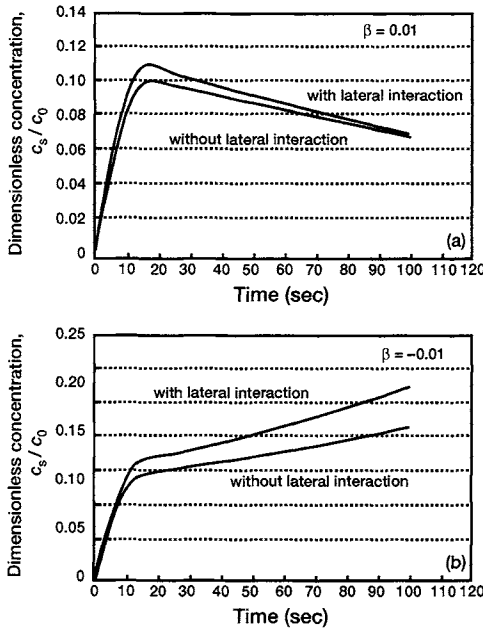 Dimensionless concentration,
c_s / c_0
0.14
0.12
0.10
0.08
0.06
0.04
0.02
0
β = 0.01
with lateral interaction
without lateral interaction
(a)
0 10 20 30 40 50 60 70 80 90 100 110 120
Time (sec)
Dimensionless concentration,
c_s / c_0
0.25
0.20
0.15
0.10
0.05
0
β = −0.01
with lateral interaction
without lateral interaction
(b)
0 10 20 30 40 50 60 70 80 90 100 110 120
Time (sec)